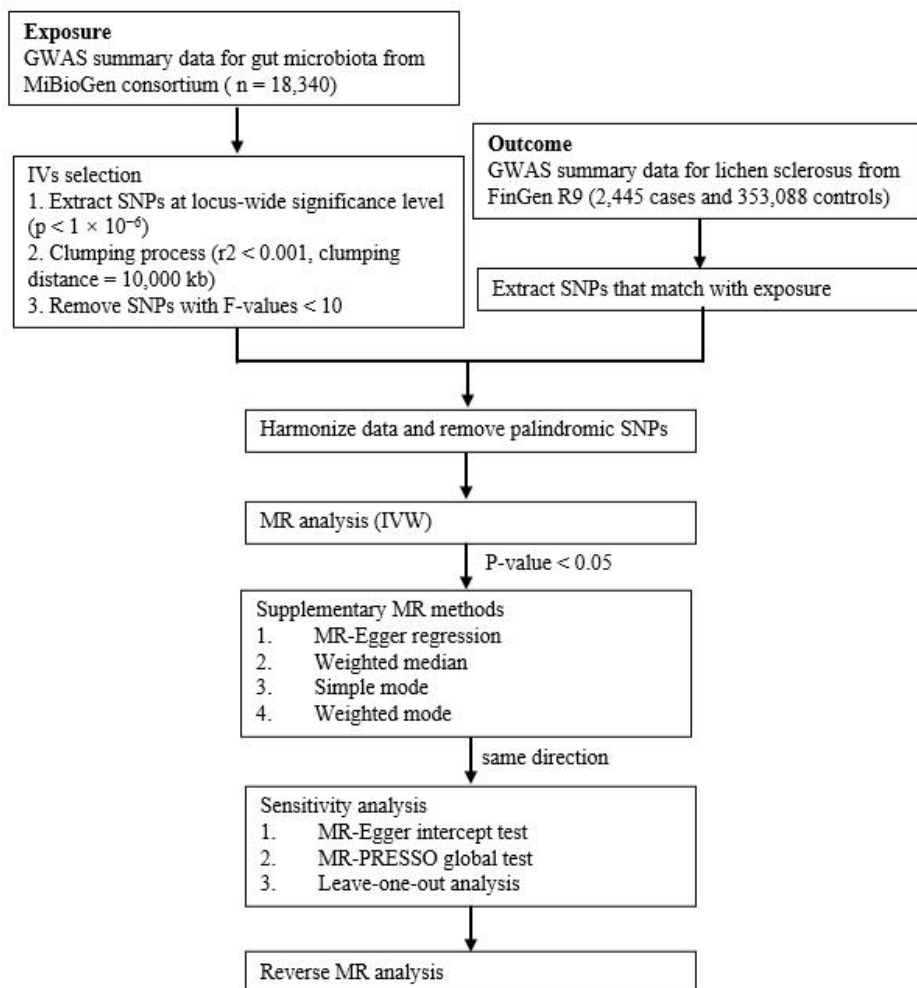 Exposure
GWAS summary data for gut microbiota from
MiBioGen consortium ( n = 18,340)
Outcome
GWAS summary data for lichen sclerosus from
FinGen R9 (2,445 cases and 353,088 controls)
IVs selection
1. Extract SNPs at locus-wide significance level
(p < 1 × 10⁻⁶)
2. Clumping process (r2 < 0.001, clumping
distance = 10,000 kb)
3. Remove SNPs with F-values < 10
Extract SNPs that match with exposure
Harmonize data and remove palindromic SNPs
MR analysis (IVW)
P-value < 0.05
Supplementary MR methods
1. MR-Egger regression
2. Weighted median
3. Simple mode
4. Weighted mode
same direction
Sensitivity analysis
1. MR-Egger intercept test
2. MR-PRESSO global test
3. Leave-one-out analysis
Reverse MR analysis